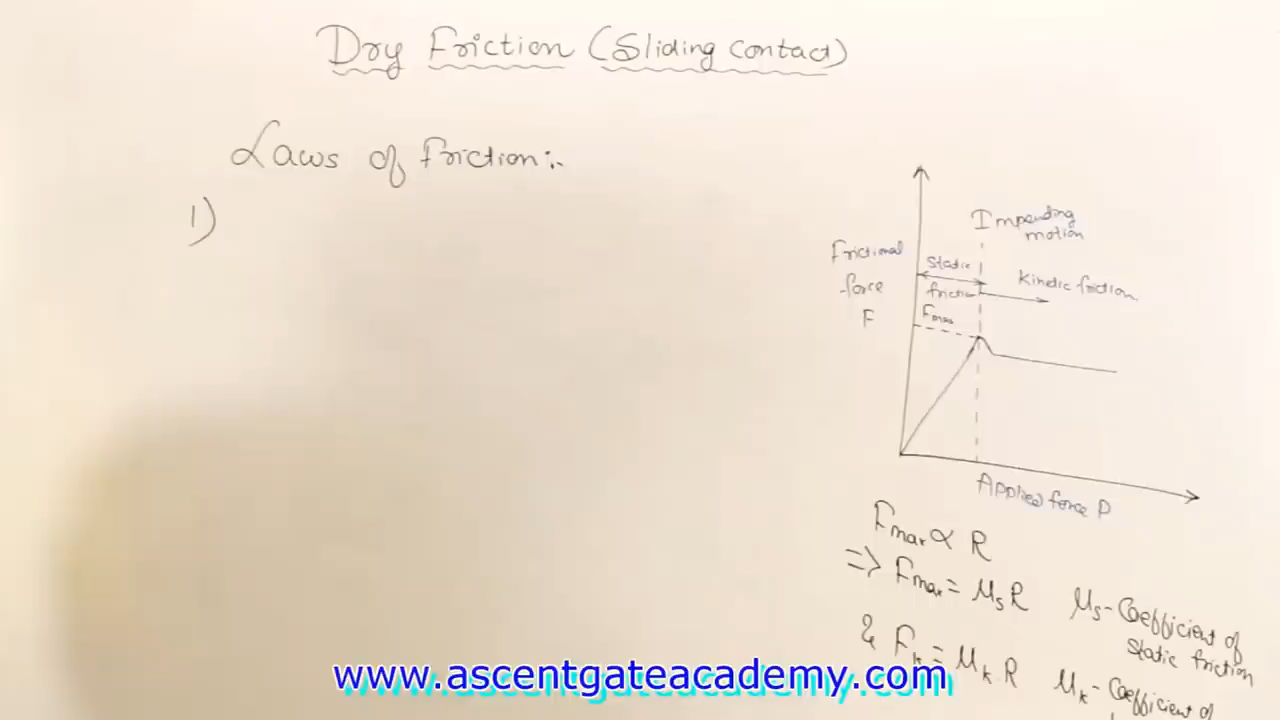 Dry Friction (Sliding contact)
Laws of friction:-
1)
Impending
motion
Frictional
force
F
Static
friction
Kinetic friction
Fmax
Applied force P
Fmax ∝ R
=> Fmax = μs R
μs - Coefficient of
static friction
& Fk = μk R
μk - Coefficient of
www.ascentgateacademy.com